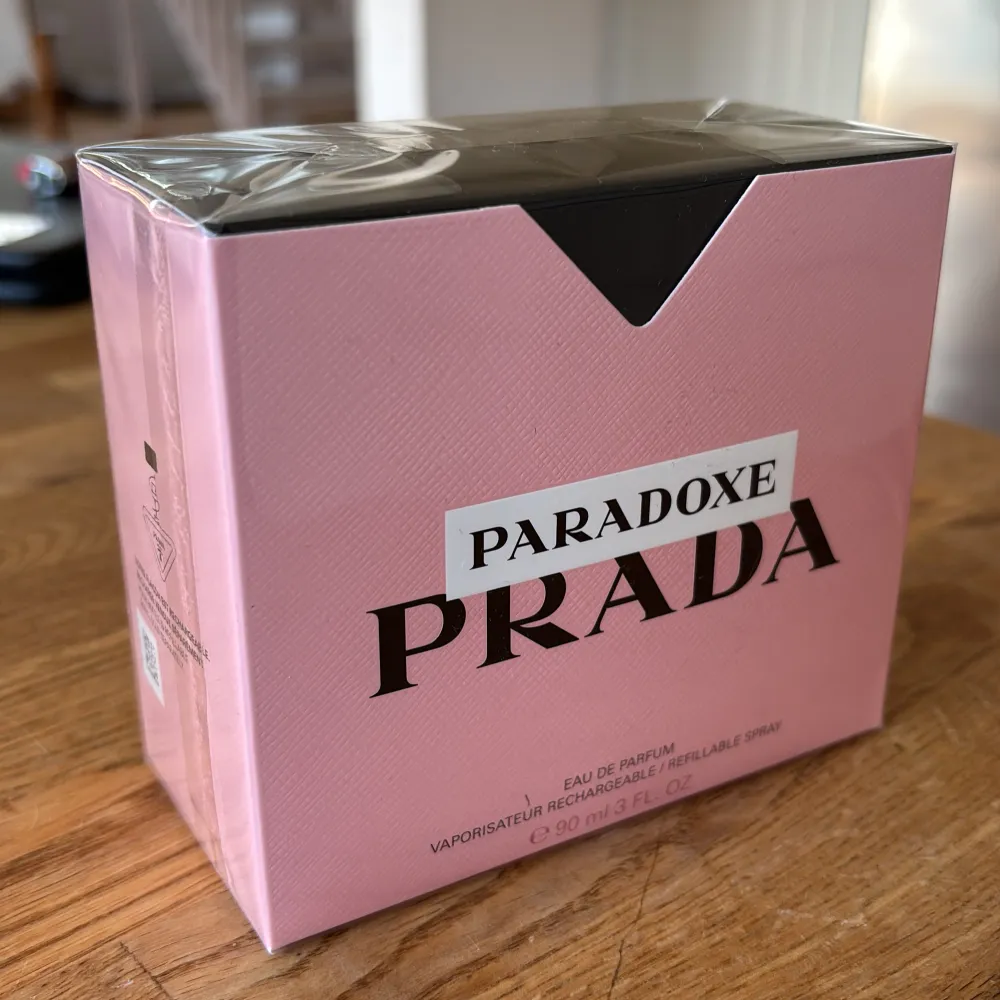 PARADOXE
PRADA
EAU DE PARFUM
VAPORISATEUR RECHARGEABLE / REFILLABLE SPRAY
e 90 ml 3 FL. OZ